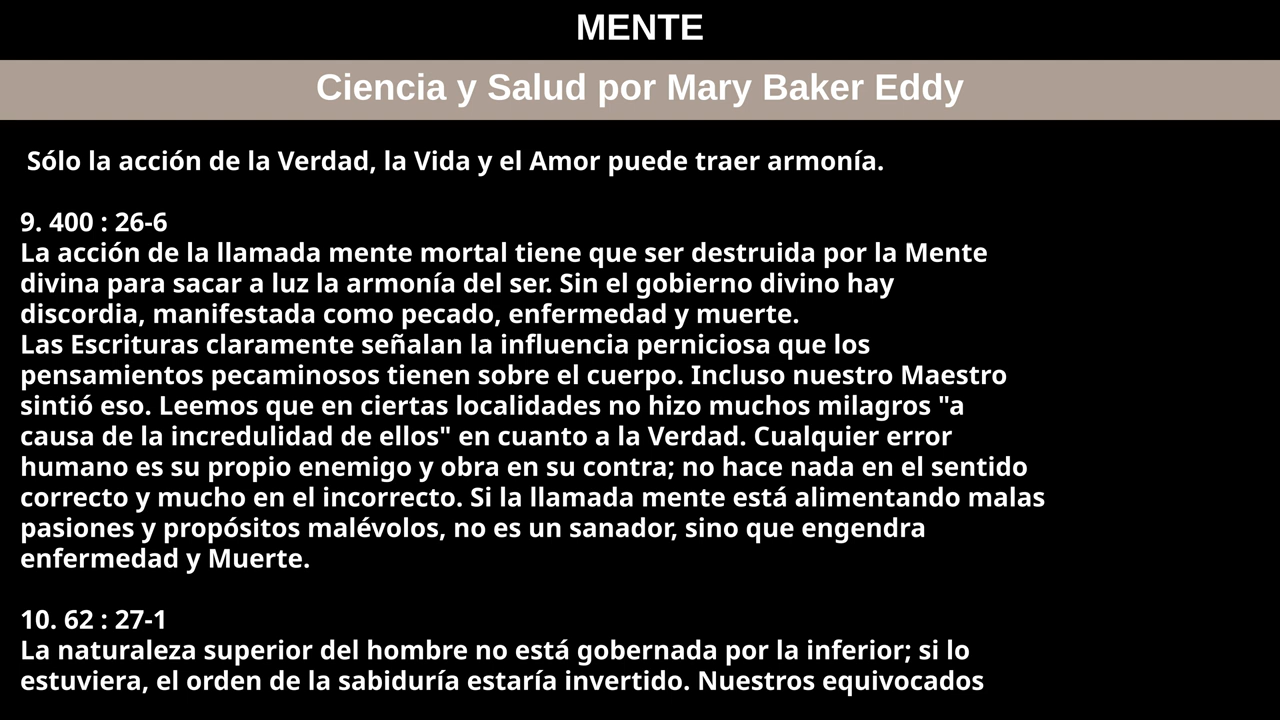 MENTE
Ciencia y Salud por Mary Baker Eddy
Sólo la acción de la Verdad, la Vida y el Amor puede traer armonía.
9. 400 : 26-6
La acción de la llamada mente mortal tiene que ser destruida por la Mente
divina para sacar a luz la armonía del ser. Sin el gobierno divino hay
discordia, manifestada como pecado, enfermedad y muerte.
Las Escrituras claramente señalan la influencia perniciosa que los
pensamientos pecaminosos tienen sobre el cuerpo. Incluso nuestro Maestro
sintió eso. Leemos que en ciertas localidades no hizo muchos milagros "a
causa de la incredulidad de ellos" en cuanto a la Verdad. Cualquier error
humano es su propio enemigo y obra en su contra; no hace nada en el sentido
correcto y mucho en el incorrecto. Si la llamada mente está alimentando malas
pasiones y propósitos malévolos, no es un sanador, sino que engendra
enfermedad y Muerte.
10. 62 : 27-1
La naturaleza superior del hombre no está gobernada por la inferior; si lo
estuviera, el orden de la sabiduría estaría invertido. Nuestros equivocados